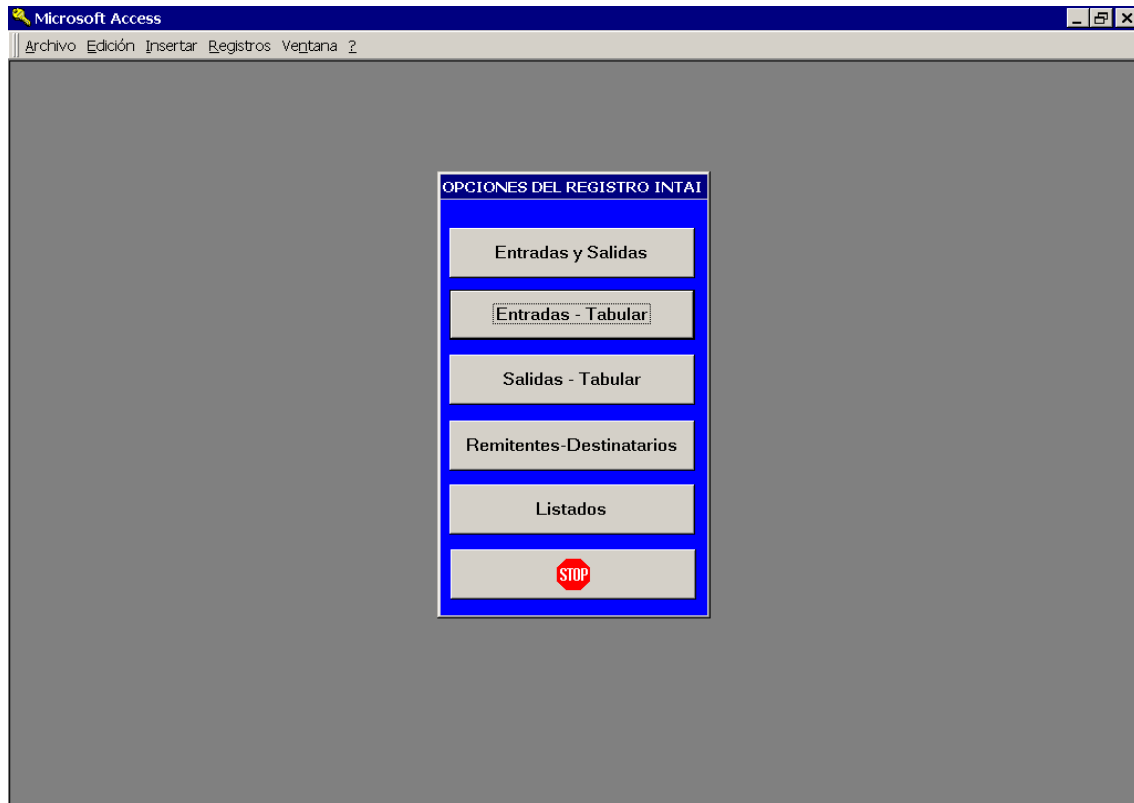 Microsoft Access
Archivo Edición Insertar Registros Ventana ?
OPCIONES DEL REGISTRO INTAI
Entradas y Salidas
Entradas - Tabular
Salidas - Tabular
Remitentes-Destinatarios
Listados
STOP